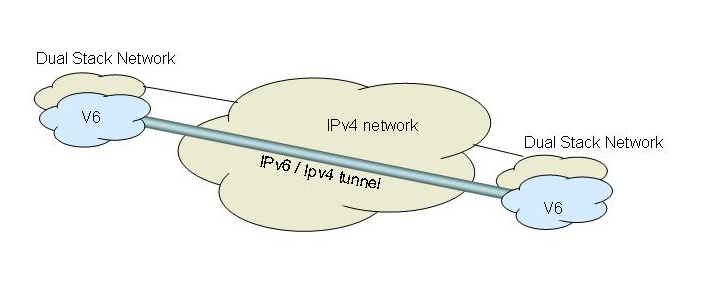 Dual Stack Network
V6
IPv4 network
Dual Stack Network
IPv6 / Ipv4 tunnel
V6